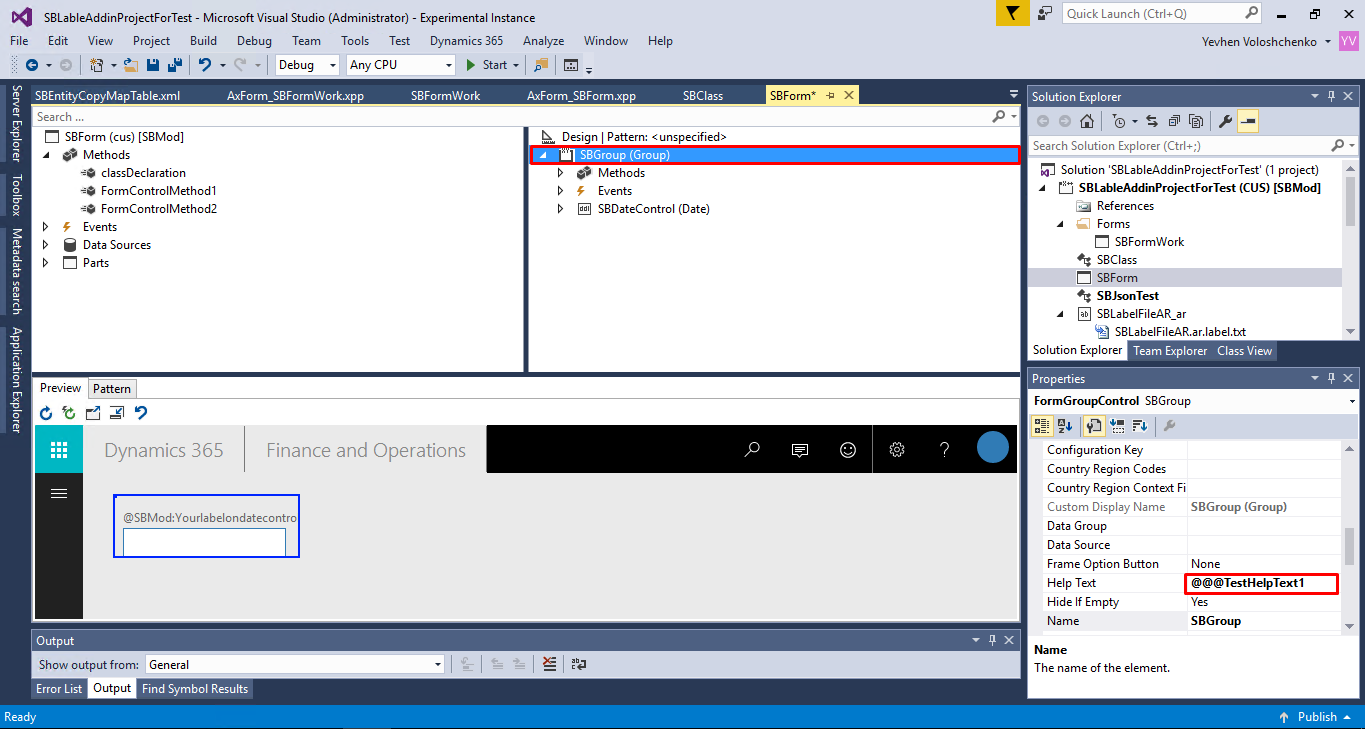 SBLableAddinProjectForTest - Microsoft Visual Studio (Administrator) - Experimental Instance
Quick Launch (Ctrl+Q)
File Edit View Project Build Debug Team Tools Test Dynamics 365 Analyze Window Help
Yevhen Voloshchenko YV
Debug Any CPU Start
Server Explorer
Toolbox
Metadata search
Application Explorer
SBEntityCopyMapTable.xml AxForm_SBFormWork.xpp SBFormWork AxForm_SBForm.xpp SBClass SBForm*
Search ...
SBForm (cus) [SBMod]
Methods
classDeclaration
FormControlMethod1
FormControlMethod2
Events
Data Sources
Parts
Design | Pattern: <unspecified>
SBGroup (Group)
Methods
Events
SBDateControl (Date)
Preview Pattern
Dynamics 365 Finance and Operations
@SBMod:Yourlabelondatecontro
Output
Show output from: General
Error List Output Find Symbol Results
Solution Explorer
Search Solution Explorer (Ctrl+;)
Solution 'SBLableAddinProjectForTest' (1 project)
SBLableAddinProjectForTest (CUS) [SBMod]
References
Forms
SBFormWork
SBClass
SBForm
SBJsonTest
SBLabelFileAR_ar
SBLabelFileAR.ar.label.txt
Solution Explorer Team Explorer Class View
Properties
FormGroupControl SBGroup
Configuration Key
Country Region Codes
Country Region Context Fi
Custom Display Name SBGroup (Group)
Data Group
Data Source
Frame Option Button None
Help Text @@@TestHelpText1
Hide If Empty Yes
Name SBGroup
Name
The name of the element.
Ready
Publish